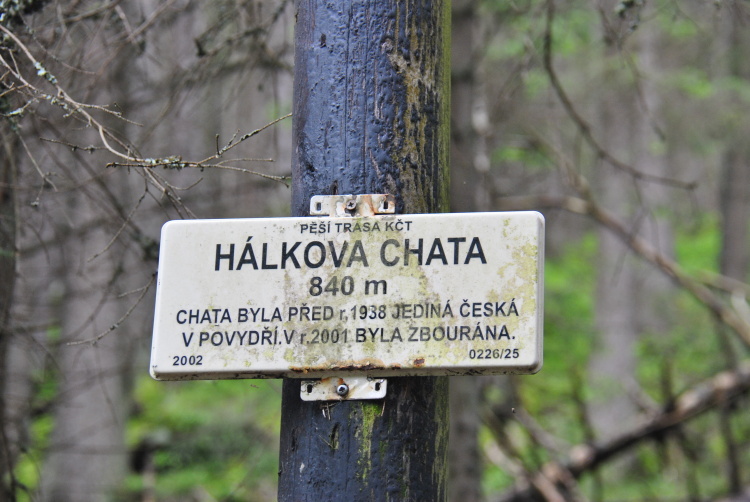 PĚŠÍ TRASA KČT
HÁLKOVA CHATA
840 m
CHATA BYLA PŘED r.1938 JEDINÁ ČESKÁ
V POVYDŘÍ.V r.2001 BYLA ZBOURÁNA.
2002 0226/25